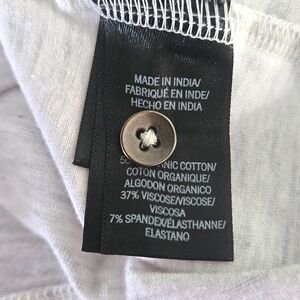 MADE IN INDIA/
FABRIQUÉ EN INDE/
HECHO EN INDIA
COTTON/
COTON ORGANIQUE/
ALGODON ORGANICO
37% VISCOSE/VISCOSE/
VISCOSA
7% SPANDEX/ÉLASTHANNE/
ELASTANO